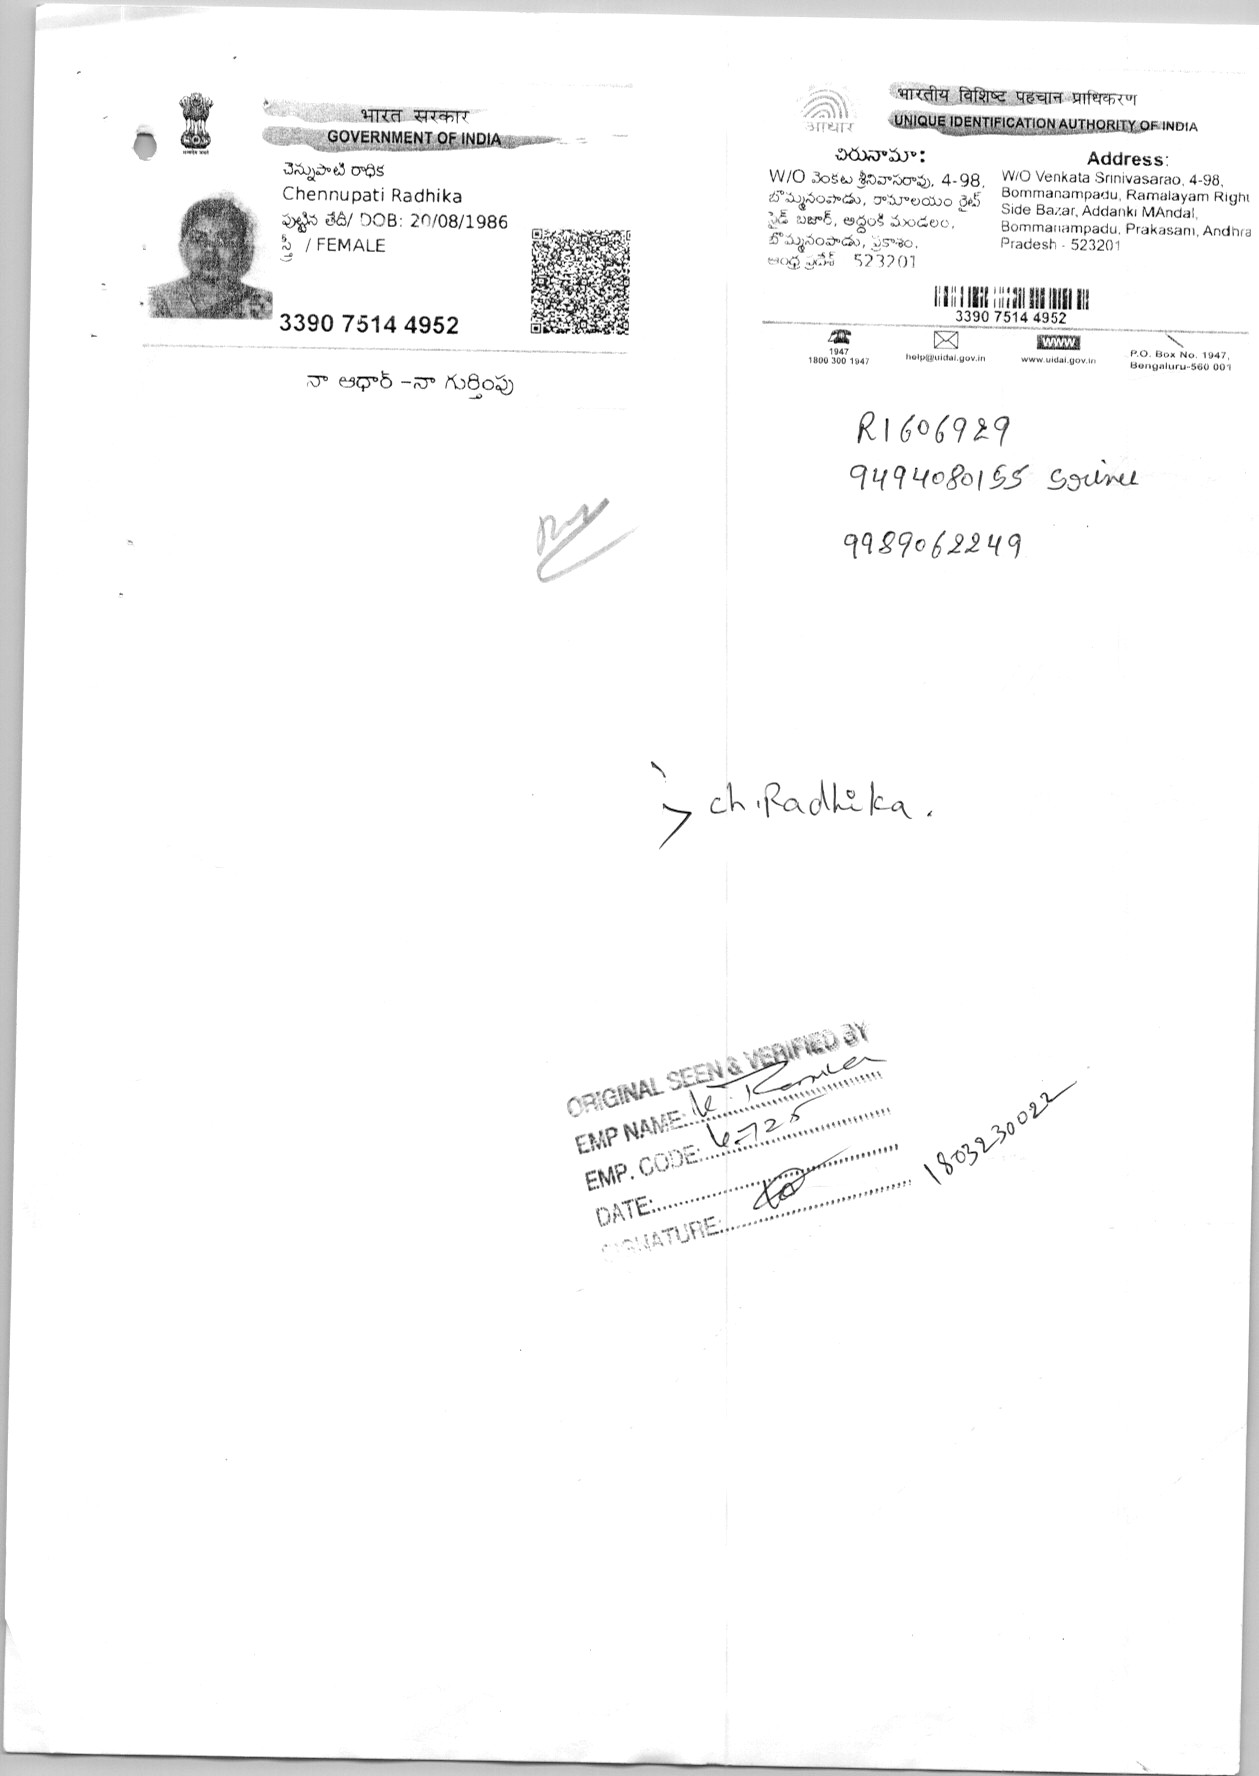 भारत सरकार
GOVERNMENT OF INDIA
చెన్నుపాటి రాధిక
Chennupati Radhika
పుట్టిన తేదీ/ DOB: 20/08/1986
స్త్రీ / FEMALE
3390 7514 4952
నా ఆధార్ -నా గుర్తింపు
आधार
भारतीय विशिष्ट पहचान प्राधिकरण
UNIQUE IDENTIFICATION AUTHORITY OF INDIA
చిరునామా:
W/O వెంకట శ్రీనివాసరావు, 4-98,
బొమ్మనంపాడు, రామాలయం రైట్
సైడ్ బజార్, అద్దంకి మండలం,
బొమ్మనంపాడు, ప్రకాశం,
ఆంధ్ర ప్రదేశ్ 523201
Address:
W/O Venkata Srinivasarao, 4-98,
Bommanampadu, Ramalayam Right
Side Bazar, Addanki MAndal,
Bommanampadu, Prakasam, Andhra
Pradesh - 523201
3390 7514 4952
1947
1800 300 1947
help@uidai.gov.in
www
www.uidai.gov.in
P.O. Box No. 1947,
Bengaluru-560 001
R1606929
9494080155 Srinu
9989062249
ch.Radhika.
ORIGINAL SEEN & VERIFIED BY
EMP NAME:
EMP. CODE:
DATE:
SIGNATURE:
1803230022